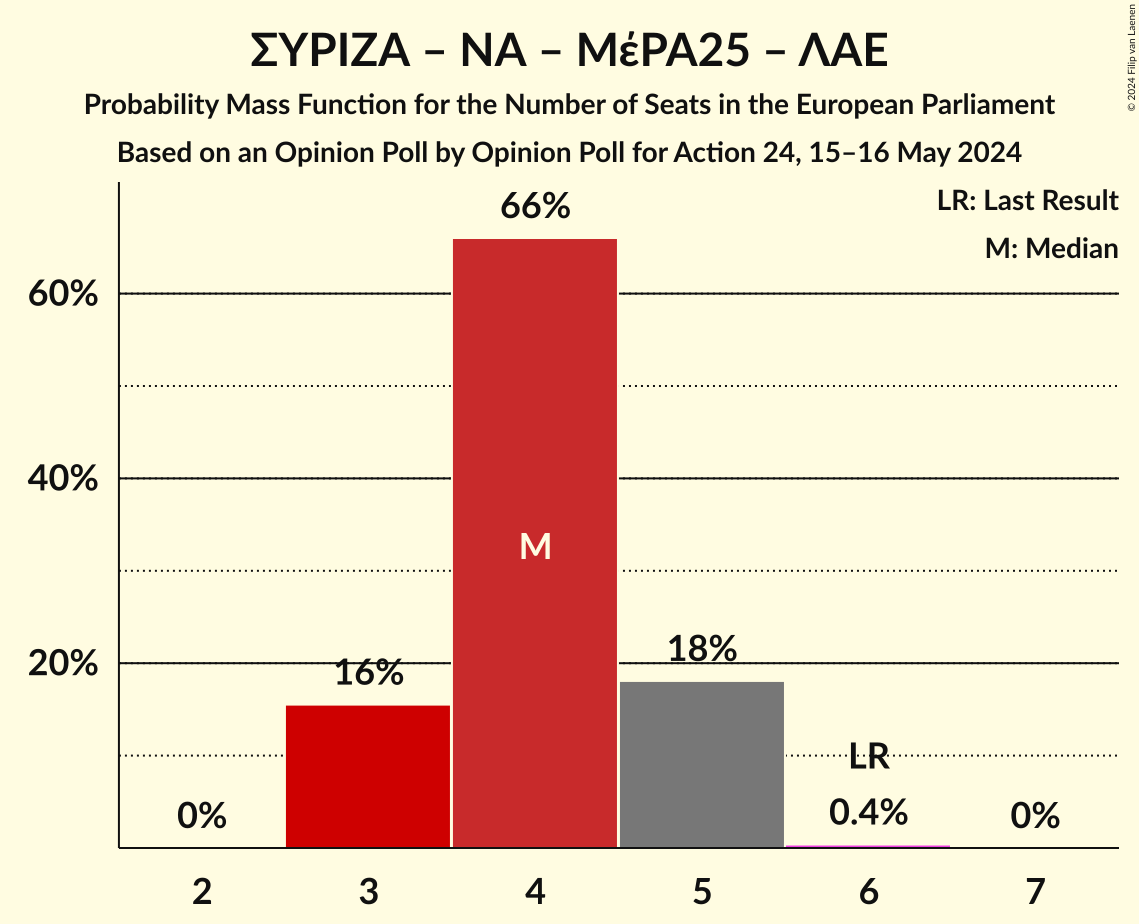 ΣΥΡΙΖΑ – ΝΑ – ΜέΡΑ25 – ΛΑΕ
Probability Mass Function for the Number of Seats in the European Parliament
Based on an Opinion Poll by Opinion Poll for Action 24, 15–16 May 2024
© 2024 Filip van Laenen
LR: Last Result
M: Median
66%
60%
40%
M
20%
16%
18%
LR
0%
0.4%
0%
2 3 4 5 6 7